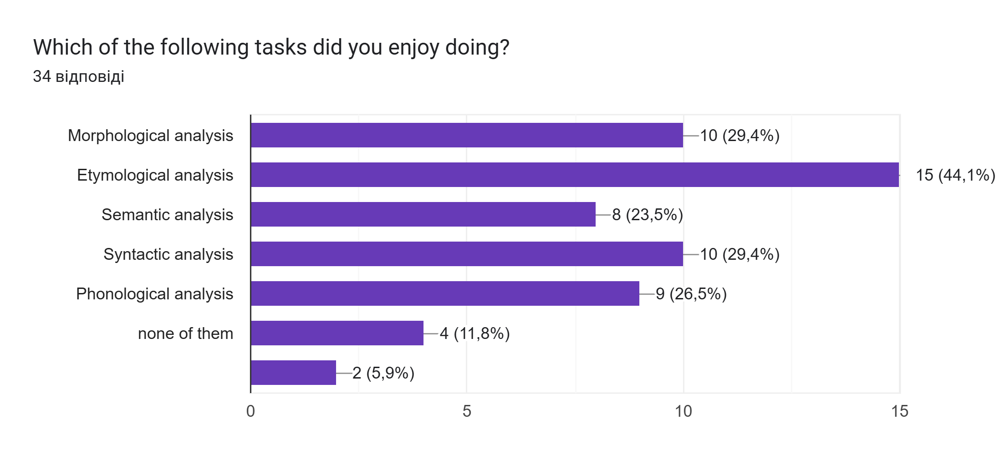 Which of the following tasks did you enjoy doing?
34 відповіді
Morphological analysis 10 (29,4%)
Etymological analysis 15 (44,1%)
Semantic analysis 8 (23,5%)
Syntactic analysis 10 (29,4%)
Phonological analysis 9 (26,5%)
none of them 4 (11,8%)
2 (5,9%)
0 5 10 15